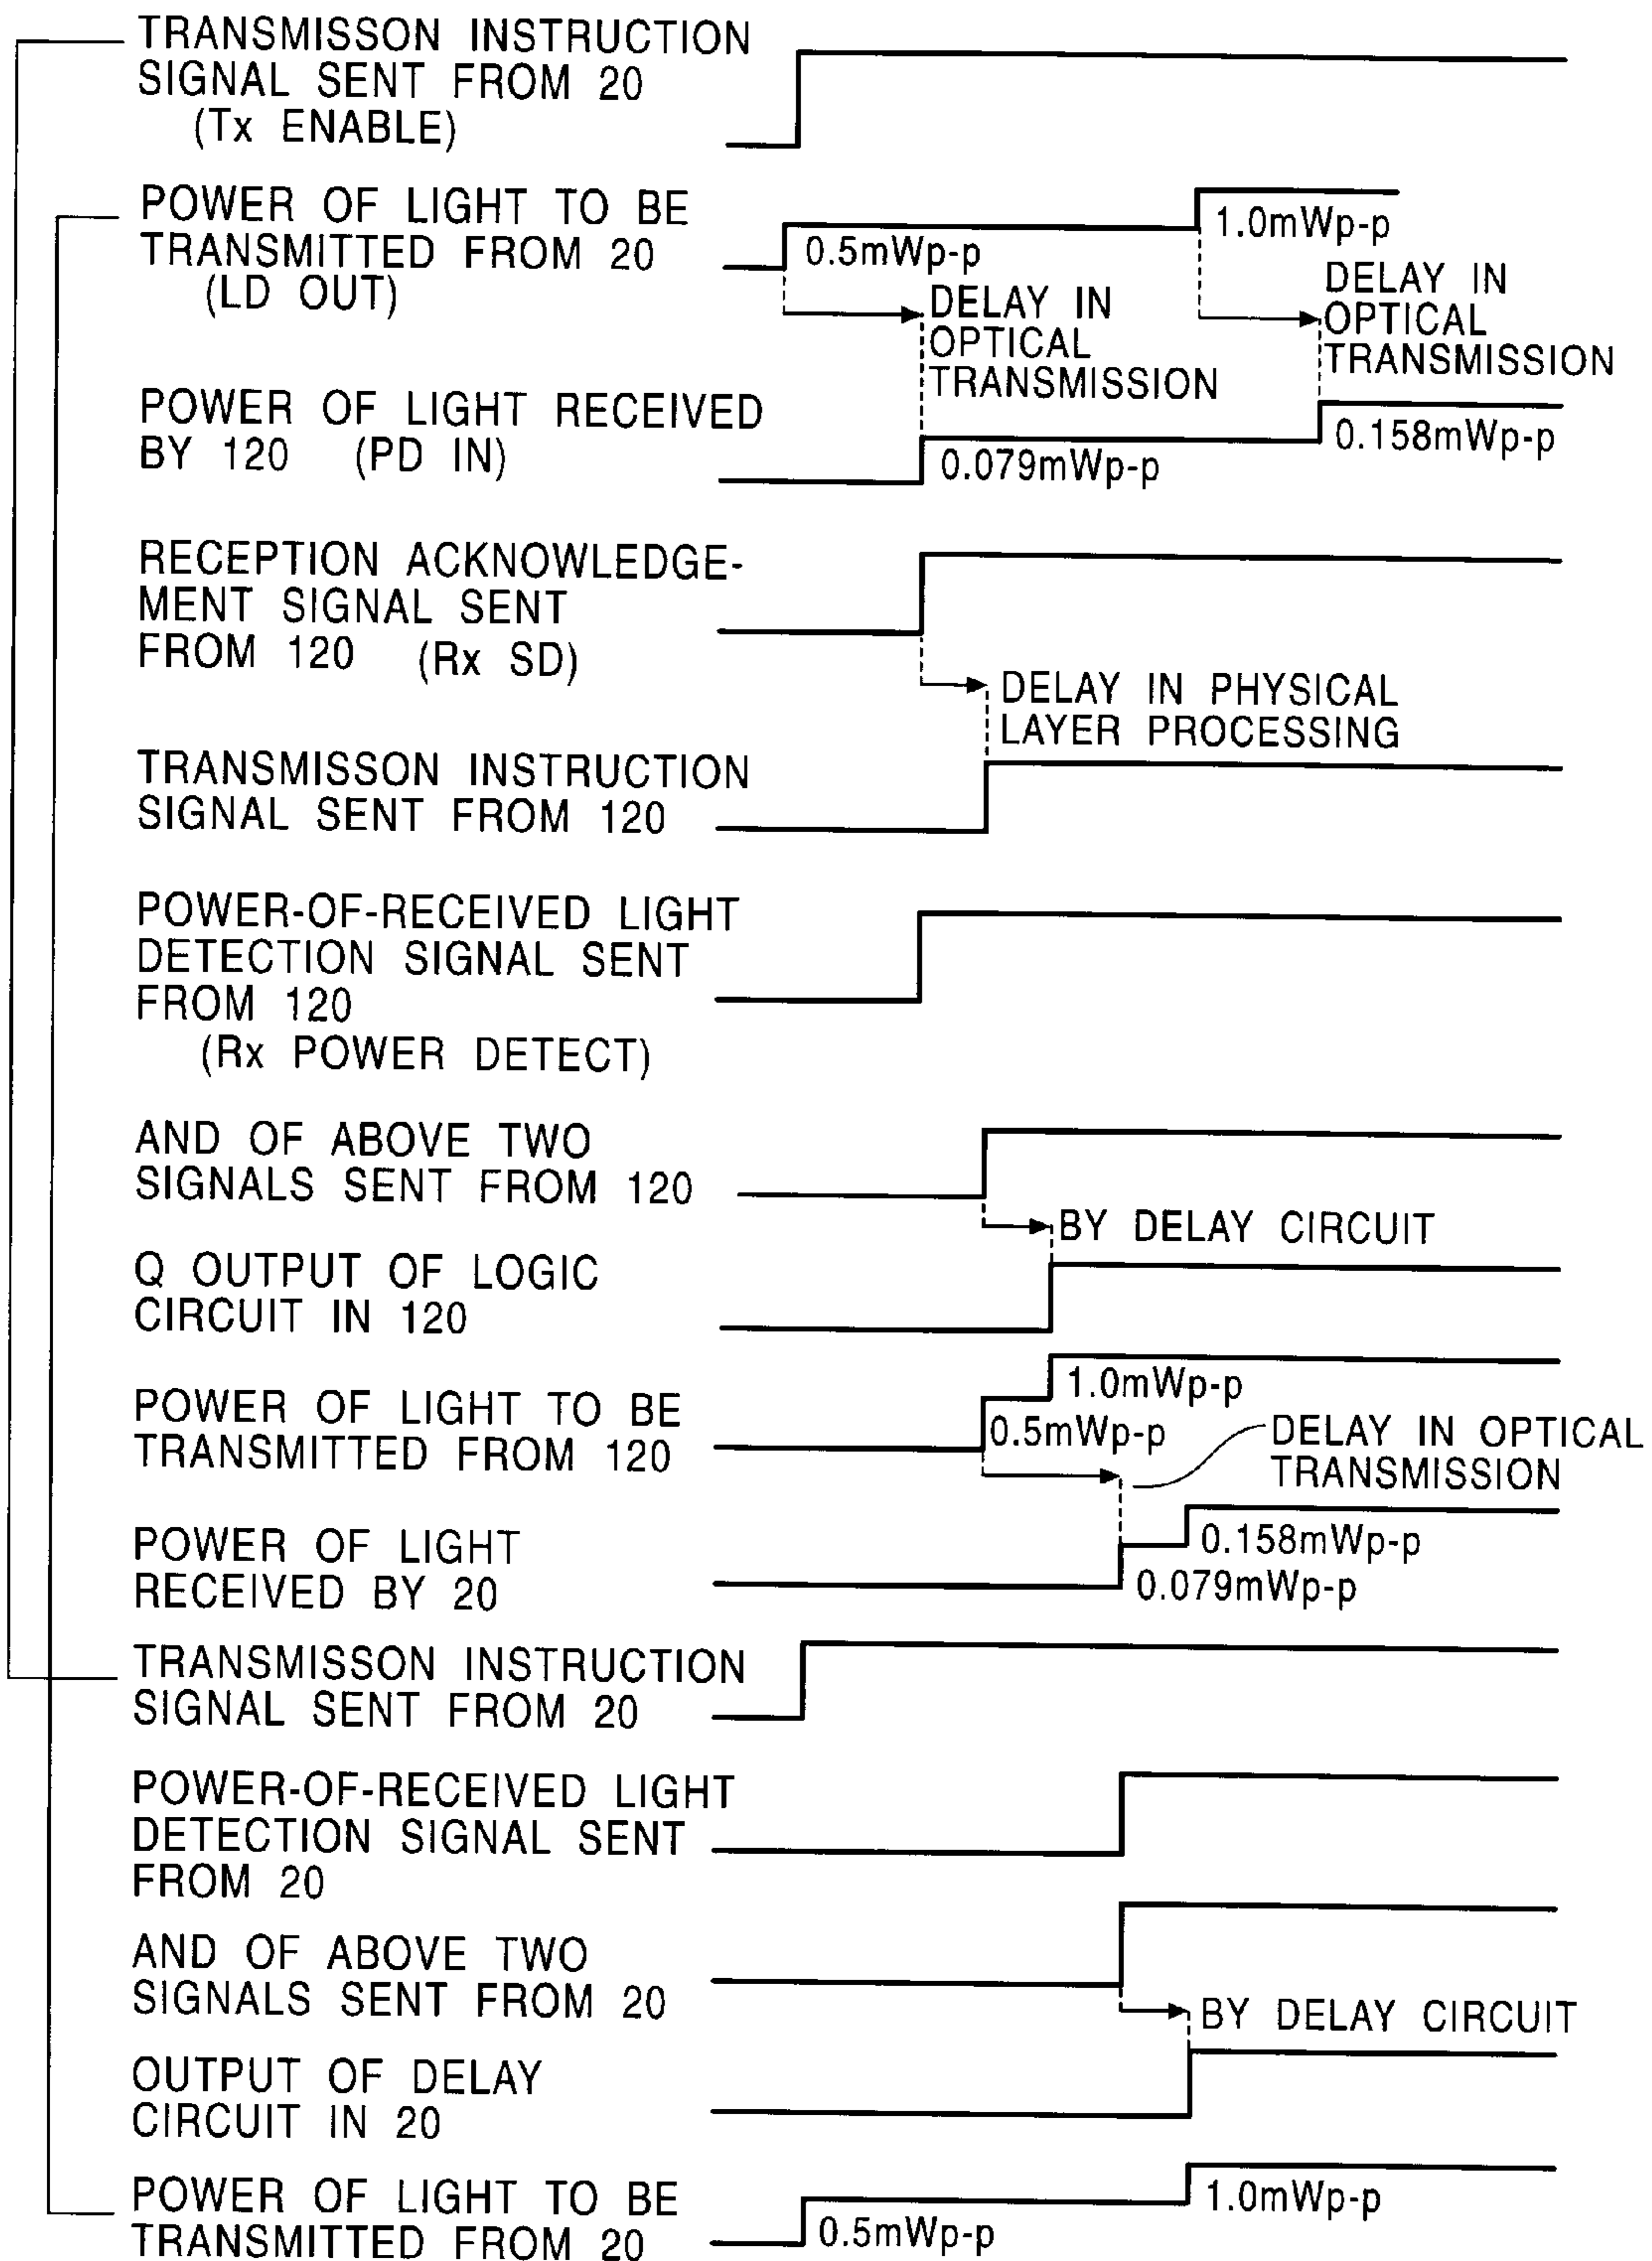 TRANSMISSON INSTRUCTION
SIGNAL SENT FROM 20
(Tx ENABLE)
POWER OF LIGHT TO BE
TRANSMITTED FROM 20
(LD OUT)
0.5mWp-p
1.0mWp-p
DELAY IN
OPTICAL
TRANSMISSION
DELAY IN
OPTICAL
TRANSMISSION
POWER OF LIGHT RECEIVED
BY 120 (PD IN)
0.079mWp-p
0.158mWp-p
RECEPTION ACKNOWLEDGE-
MENT SIGNAL SENT
FROM 120 (Rx SD)
DELAY IN PHYSICAL
LAYER PROCESSING
TRANSMISSON INSTRUCTION
SIGNAL SENT FROM 120
POWER-OF-RECEIVED LIGHT
DETECTION SIGNAL SENT
FROM 120
(Rx POWER DETECT)
AND OF ABOVE TWO
SIGNALS SENT FROM 120
BY DELAY CIRCUIT
Q OUTPUT OF LOGIC
CIRCUIT IN 120
POWER OF LIGHT TO BE
TRANSMITTED FROM 120
1.0mWp-p
0.5mWp-p
DELAY IN OPTICAL
TRANSMISSION
POWER OF LIGHT
RECEIVED BY 20
0.158mWp-p
0.079mWp-p
TRANSMISSON INSTRUCTION
SIGNAL SENT FROM 20
POWER-OF-RECEIVED LIGHT
DETECTION SIGNAL SENT
FROM 20
AND OF ABOVE TWO
SIGNALS SENT FROM 20
BY DELAY CIRCUIT
OUTPUT OF DELAY
CIRCUIT IN 20
POWER OF LIGHT TO BE
TRANSMITTED FROM 20
0.5mWp-p
1.0mWp-p